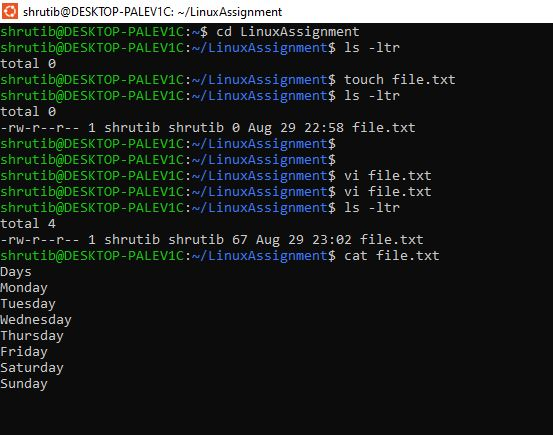 shrutib@DESKTOP-PALEV1C: ~/LinuxAssignment
shrutib@DESKTOP-PALEV1C:~$ cd LinuxAssignment
shrutib@DESKTOP-PALEV1C:~/LinuxAssignment$ ls -ltr
total 0
shrutib@DESKTOP-PALEV1C:~/LinuxAssignment$ touch file.txt
shrutib@DESKTOP-PALEV1C:~/LinuxAssignment$ ls -ltr
total 0
-rw-r--r-- 1 shrutib shrutib 0 Aug 29 22:58 file.txt
shrutib@DESKTOP-PALEV1C:~/LinuxAssignment$
shrutib@DESKTOP-PALEV1C:~/LinuxAssignment$
shrutib@DESKTOP-PALEV1C:~/LinuxAssignment$ vi file.txt
shrutib@DESKTOP-PALEV1C:~/LinuxAssignment$ vi file.txt
shrutib@DESKTOP-PALEV1C:~/LinuxAssignment$ ls -ltr
total 4
-rw-r--r-- 1 shrutib shrutib 67 Aug 29 23:02 file.txt
shrutib@DESKTOP-PALEV1C:~/LinuxAssignment$ cat file.txt
Days
Monday
Tuesday
Wednesday
Thursday
Friday
Saturday
Sunday